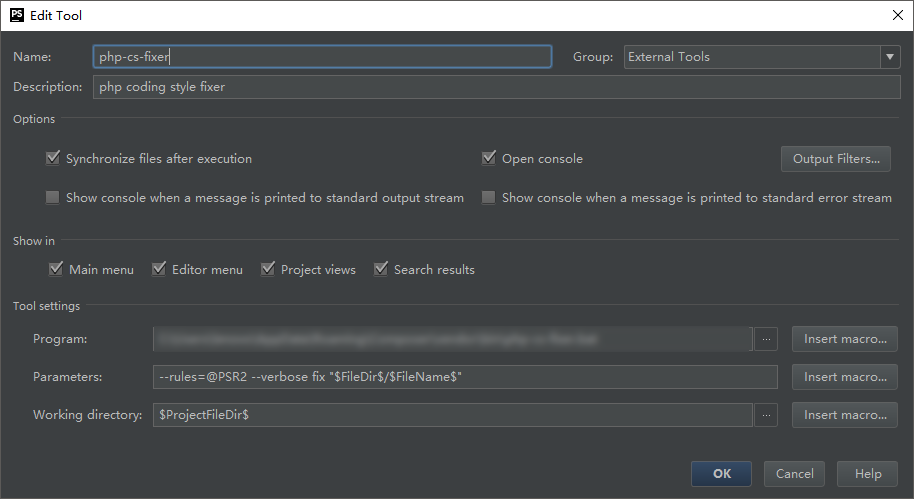 PS Edit Tool
Name: php-cs-fixer Group: External Tools
Description: php coding style fixer
Options
Synchronize files after execution Open console Output Filters...
Show console when a message is printed to standard output stream Show console when a message is printed to standard error stream
Show in
Main menu Editor menu Project views Search results
Tool settings
Program: ... Insert macro...
Parameters: --rules=@PSR2 --verbose fix "$FileDir$/$FileName$" Insert macro...
Working directory: $ProjectFileDir$ ... Insert macro...
OK Cancel Help